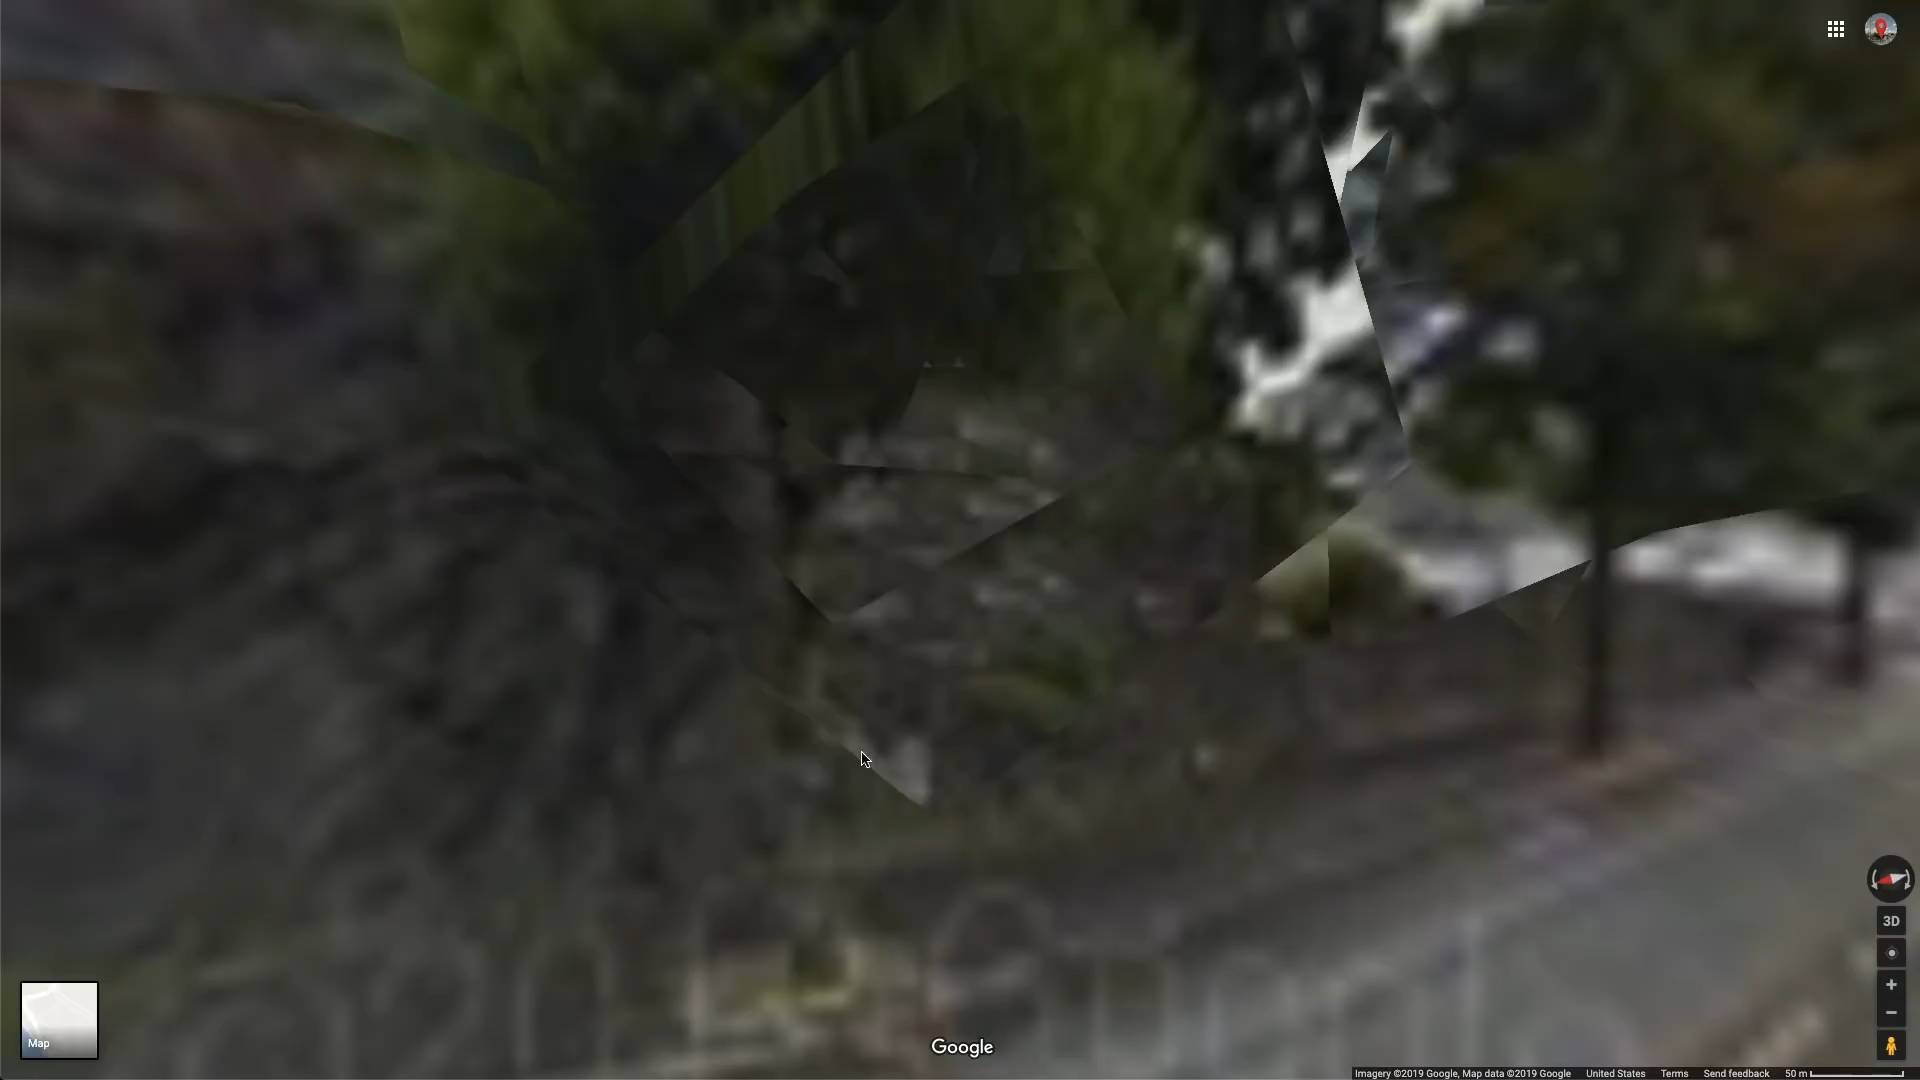 3D
Map
Google
Imagery ©2019 Google, Map data ©2019 Google United States Terms Send feedback 50 m